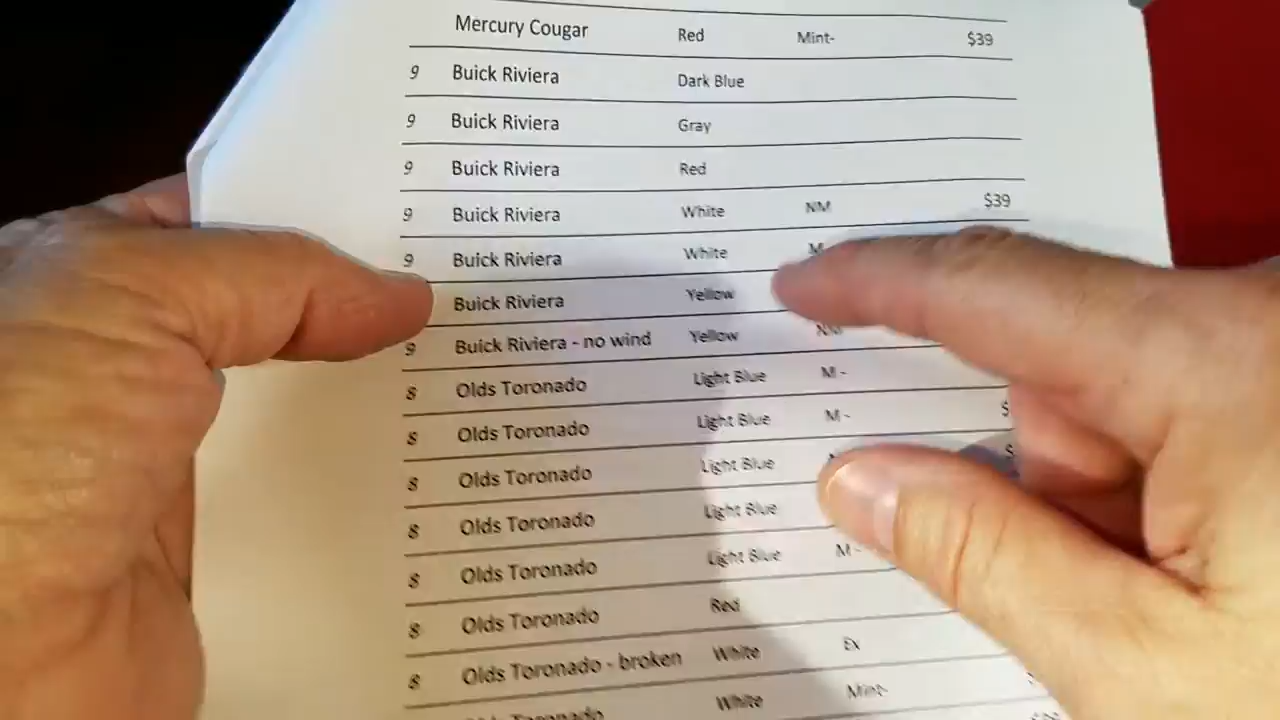 Mercury Cougar Red Mint- $39
9 Buick Riviera Dark Blue
9 Buick Riviera Gray
9 Buick Riviera Red
9 Buick Riviera White NM $39
9 Buick Riviera White M
Buick Riviera Yellow
9 Buick Riviera - no wind Yellow NM
8 Olds Toronado Light Blue M -
8 Olds Toronado Light Blue M - $
8 Olds Toronado Light Blue $
8 Olds Toronado Light Blue
8 Olds Toronado Light Blue M -
8 Olds Toronado Red
8 Olds Toronado - broken White Ex
Toronado White Mint-